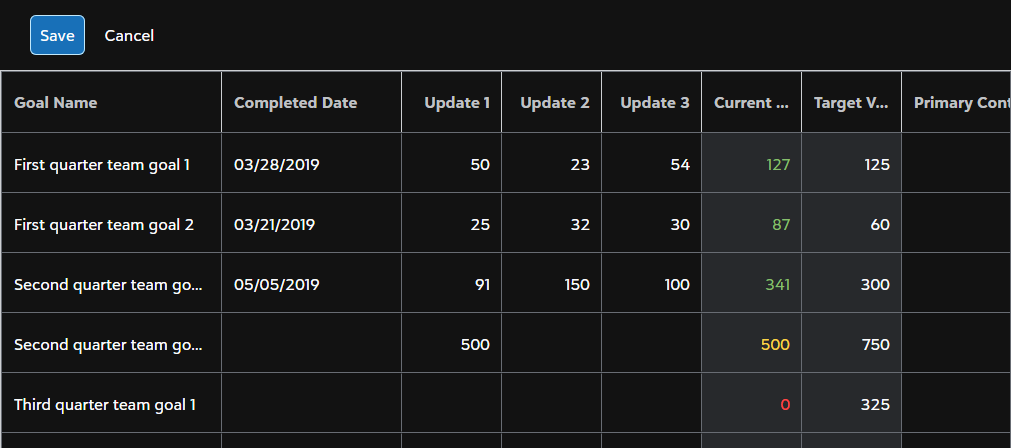 Save Cancel
Goal Name Completed Date Update 1 Update 2 Update 3 Current ... Target V... Primary Cont
First quarter team goal 1 03/28/2019 50 23 54 127 125
First quarter team goal 2 03/21/2019 25 32 30 87 60
Second quarter team go... 05/05/2019 91 150 100 341 300
Second quarter team go... 500 500 750
Third quarter team goal 1 0 325